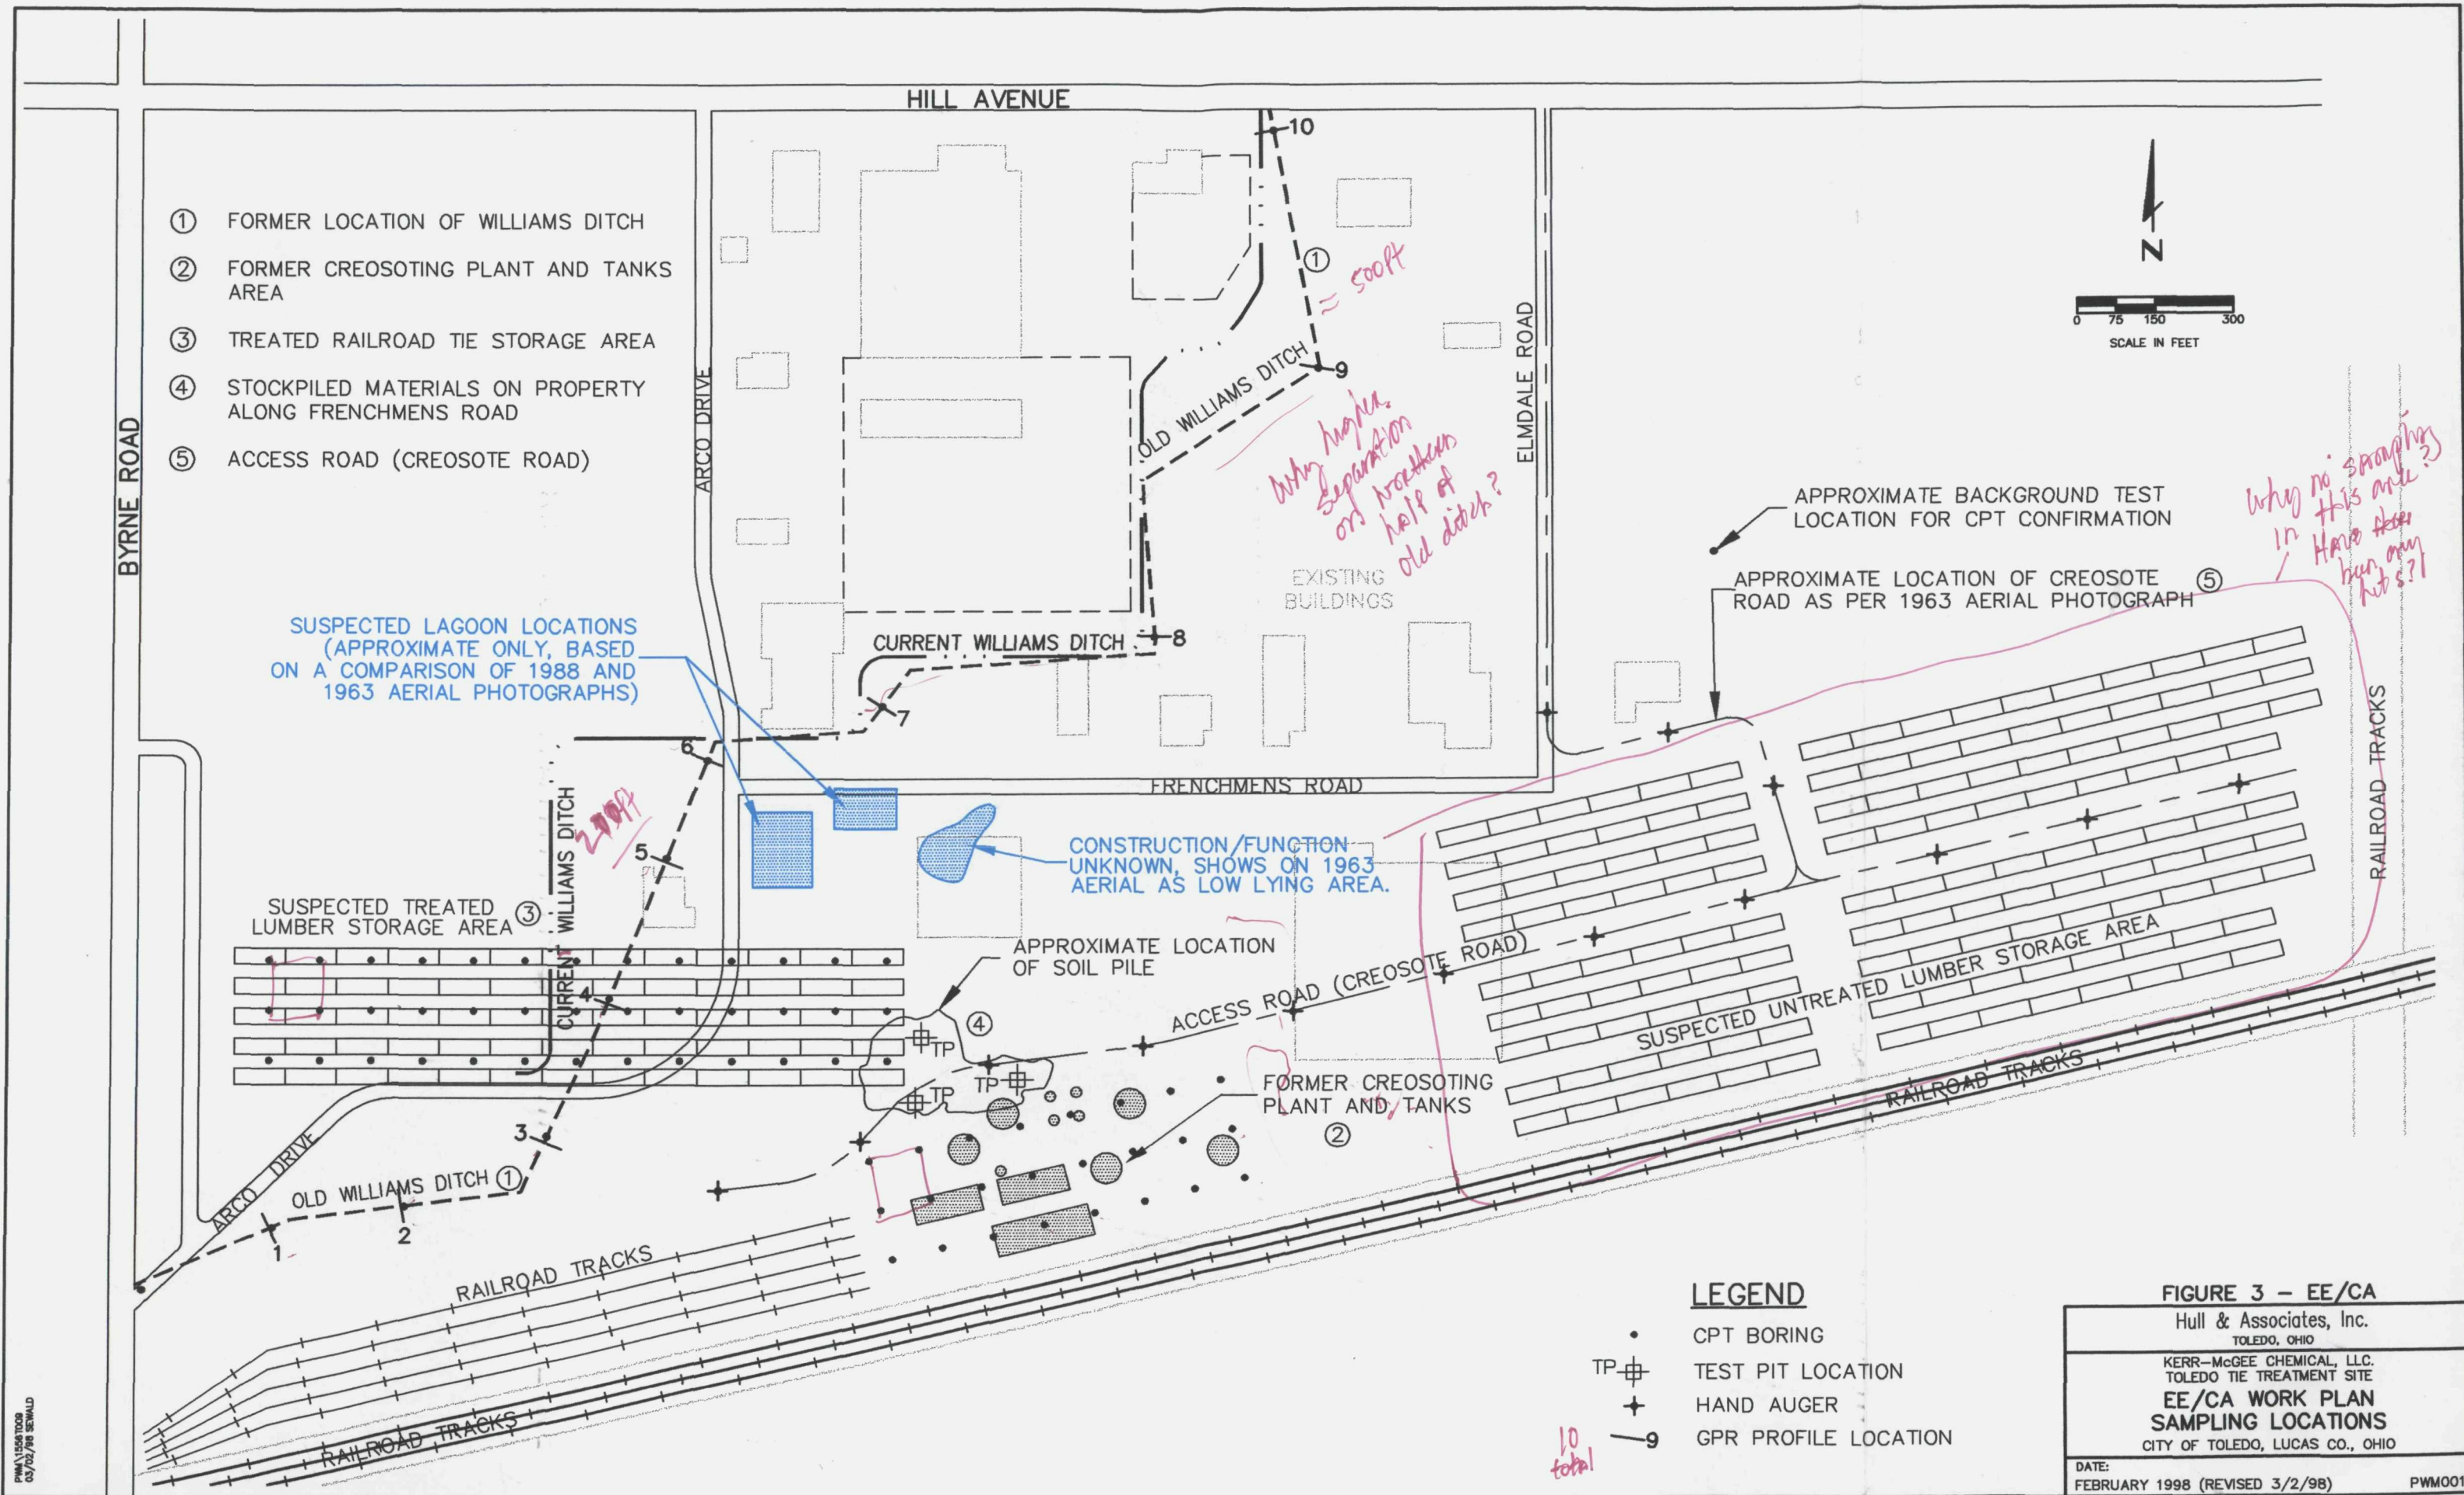 HILL AVENUE
10
① FORMER LOCATION OF WILLIAMS DITCH
② FORMER CREOSOTING PLANT AND TANKS
AREA
③ TREATED RAILROAD TIE STORAGE AREA
④ STOCKPILED MATERIALS ON PROPERTY
ALONG FRENCHMENS ROAD
⑤ ACCESS ROAD (CREOSOTE ROAD)
BYRNE ROAD
ARCO DRIVE
①
= 500ft
OLD WILLIAMS DITCH
9
ELMDALE ROAD
N
0 75 150 300
SCALE IN FEET
Why higher
separation
on northern
half of
old ditch?
EXISTING
BUILDINGS
APPROXIMATE BACKGROUND TEST
LOCATION FOR CPT CONFIRMATION
Why no sampling
in this area?
Have there
been any
hits?
APPROXIMATE LOCATION OF CREOSOTE ⑤
ROAD AS PER 1963 AERIAL PHOTOGRAPH
SUSPECTED LAGOON LOCATIONS
(APPROXIMATE ONLY, BASED
ON A COMPARISON OF 1988 AND
1963 AERIAL PHOTOGRAPHS)
CURRENT WILLIAMS DITCH
8
7
6
FRENCHMENS ROAD
RAILROAD TRACKS
CURRENT WILLIAMS DITCH
5
CONSTRUCTION/FUNCTION
UNKNOWN, SHOWS ON 1963
AERIAL AS LOW LYING AREA.
SUSPECTED TREATED ③
LUMBER STORAGE AREA
4
APPROXIMATE LOCATION
OF SOIL PILE
④
TP
TP
TP
ACCESS ROAD (CREOSOTE ROAD)
SUSPECTED UNTREATED LUMBER STORAGE AREA
FORMER CREOSOTING
PLANT AND TANKS
②
RAILROAD TRACKS
3
ARCO DRIVE
OLD WILLIAMS DITCH ①
1
2
RAILROAD TRACKS
RAILROAD TRACKS
LEGEND
CPT BORING
TP TEST PIT LOCATION
HAND AUGER
9 GPR PROFILE LOCATION
10
total
FIGURE 3 - EE/CA
Hull & Associates, Inc.
TOLEDO, OHIO
KERR-McGEE CHEMICAL, LLC.
TOLEDO TIE TREATMENT SITE
EE/CA WORK PLAN
SAMPLING LOCATIONS
CITY OF TOLEDO, LUCAS CO., OHIO
DATE:
FEBRUARY 1998 (REVISED 3/2/98) PWM001
03/02/98 SEWALD